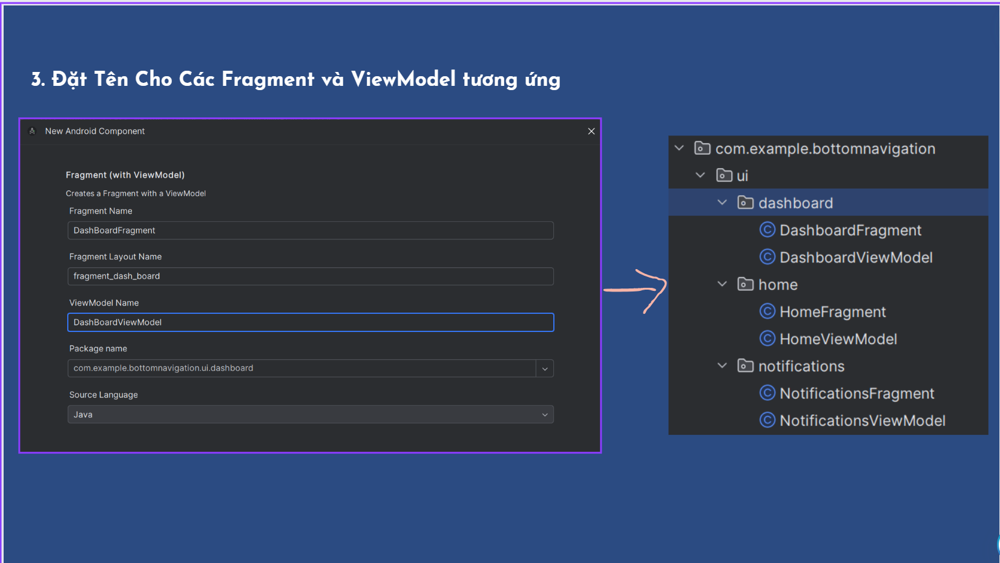 3. Đặt Tên Cho Các Fragment và ViewModel tương ứng
New Android Component
Fragment (with ViewModel)
Creates a Fragment with a ViewModel
Fragment Name
DashBoardFragment
Fragment Layout Name
fragment_dash_board
ViewModel Name
DashBoardViewModel
Package name
com.example.bottomnavigation.ui.dashboard
Source Language
Java
com.example.bottomnavigation
ui
dashboard
DashboardFragment
DashboardViewModel
home
HomeFragment
HomeViewModel
notifications
NotificationsFragment
NotificationsViewModel